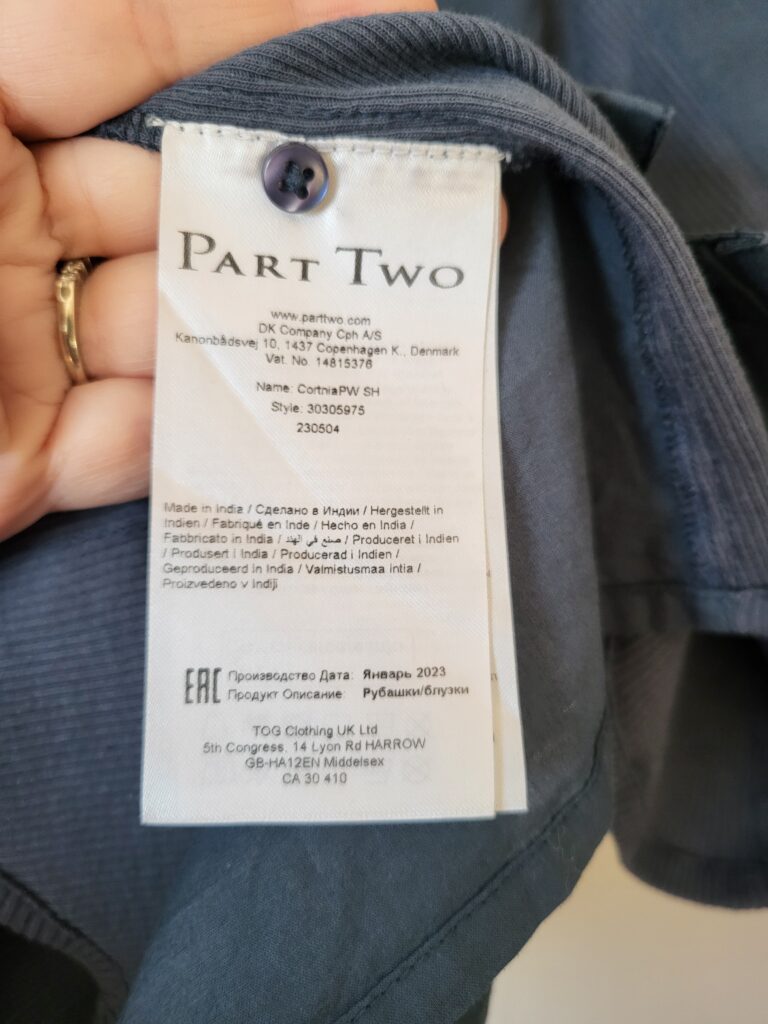 PART TWO
www.parttwo.com
DK Company Cph A/S
Kanonbådsvej 10, 1437 Copenhagen K., Denmark
Vat. No. 14815376
Name: CortniaPW SH
Style: 30305975
230504
Made in India / Сделано в Индии / Hergestellt in
Indien / Fabriqué en Inde / Hecho en India /
Fabbricato in India / صنع في الهند / Produceret i Indien
/ Produsert i India / Producerad i Indien /
Geproduceerd in India / Valmistusmaa intia /
Proizvedeno v Indiji
EAC Производство Дата: Январь 2023
Продукт Описание: Рубашки/блузки
TOG Clothing UK Ltd
5th Congress, 14 Lyon Rd HARROW
GB-HA12EN Middelsex
CA 30 410